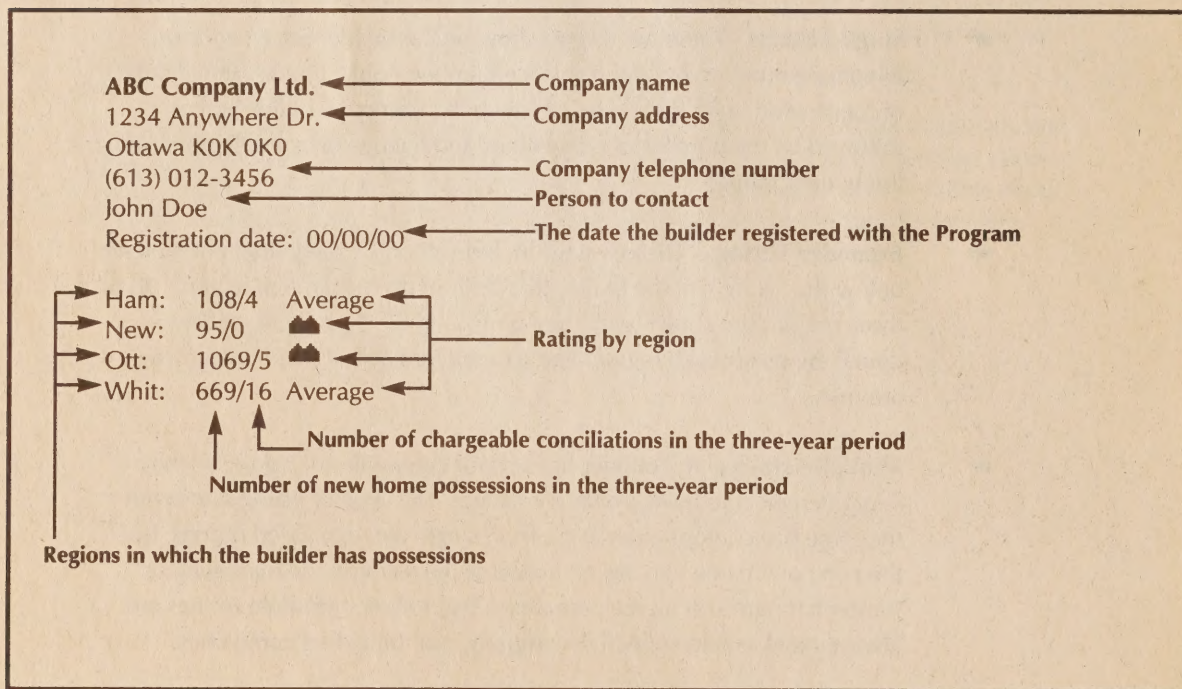 ABC Company Ltd. Company name
1234 Anywhere Dr. Company address
Ottawa K0K 0K0
(613) 012-3456 Company telephone number
John Doe Person to contact
Registration date: 00/00/00 The date the builder registered with the Program
Ham: 108/4 Average
New: 95/0
Rating by region
Ott: 1069/5
Whit: 669/16 Average
Number of chargeable conciliations in the three-year period
Number of new home possessions in the three-year period
Regions in which the builder has possessions